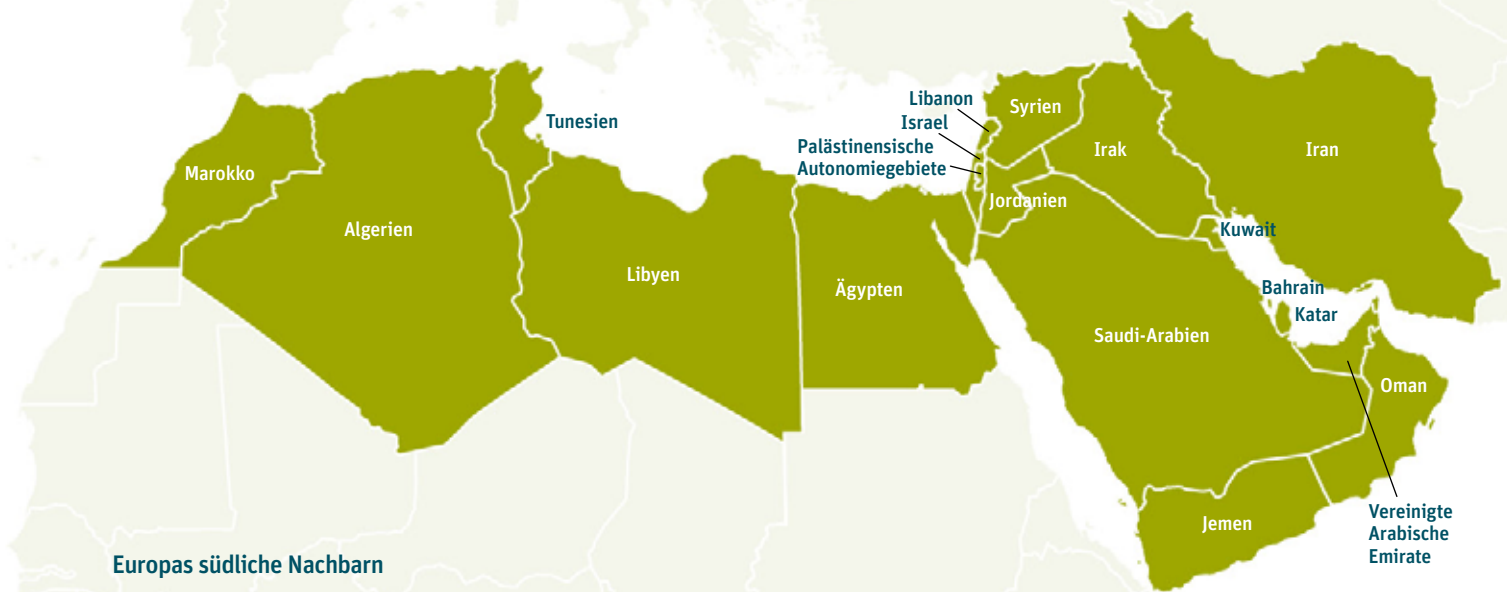 Libanon
Syrien
Israel
Tunesien
Palästinensische
Autonomiegebiete
Irak
Iran
Marokko
Jordanien
Algerien
Kuwait
Libyen
Ägypten
Bahrain
Katar
Saudi-Arabien
Oman
Vereinigte
Arabische
Emirate
Jemen
Europas südliche Nachbarn